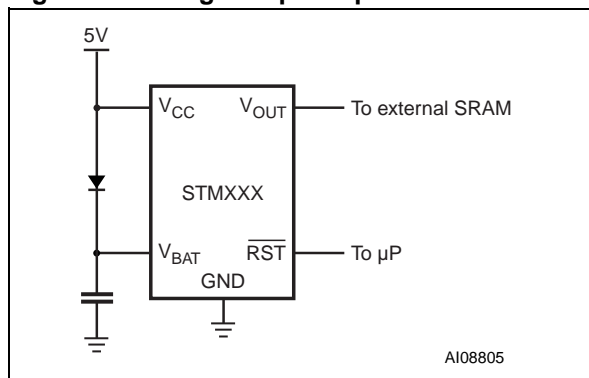 5V
VCC VOUT To external SRAM
STMXXX
VBAT RST To µP
GND
AI08805